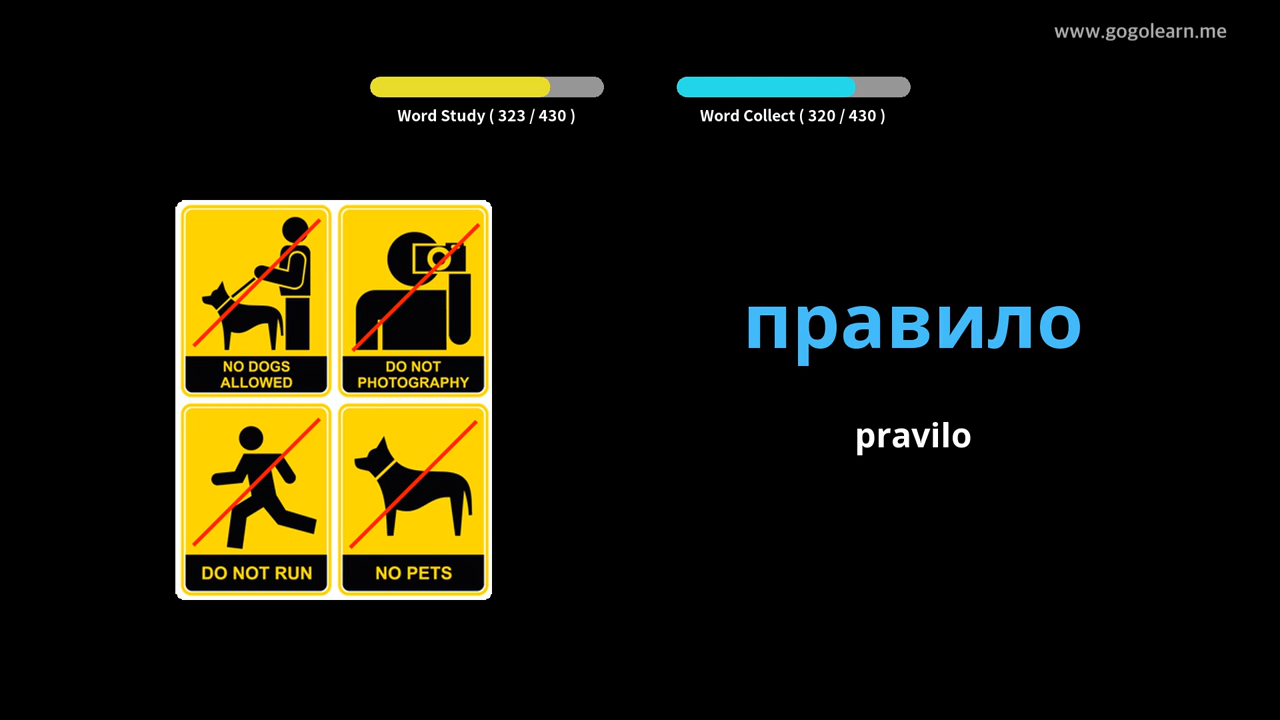 www.gogolearn.me
Word Study ( 323 / 430 )
Word Collect ( 320 / 430 )
NO DOGS
ALLOWED
DO NOT
PHOTOGRAPHY
DO NOT RUN
NO PETS
правило
pravilo